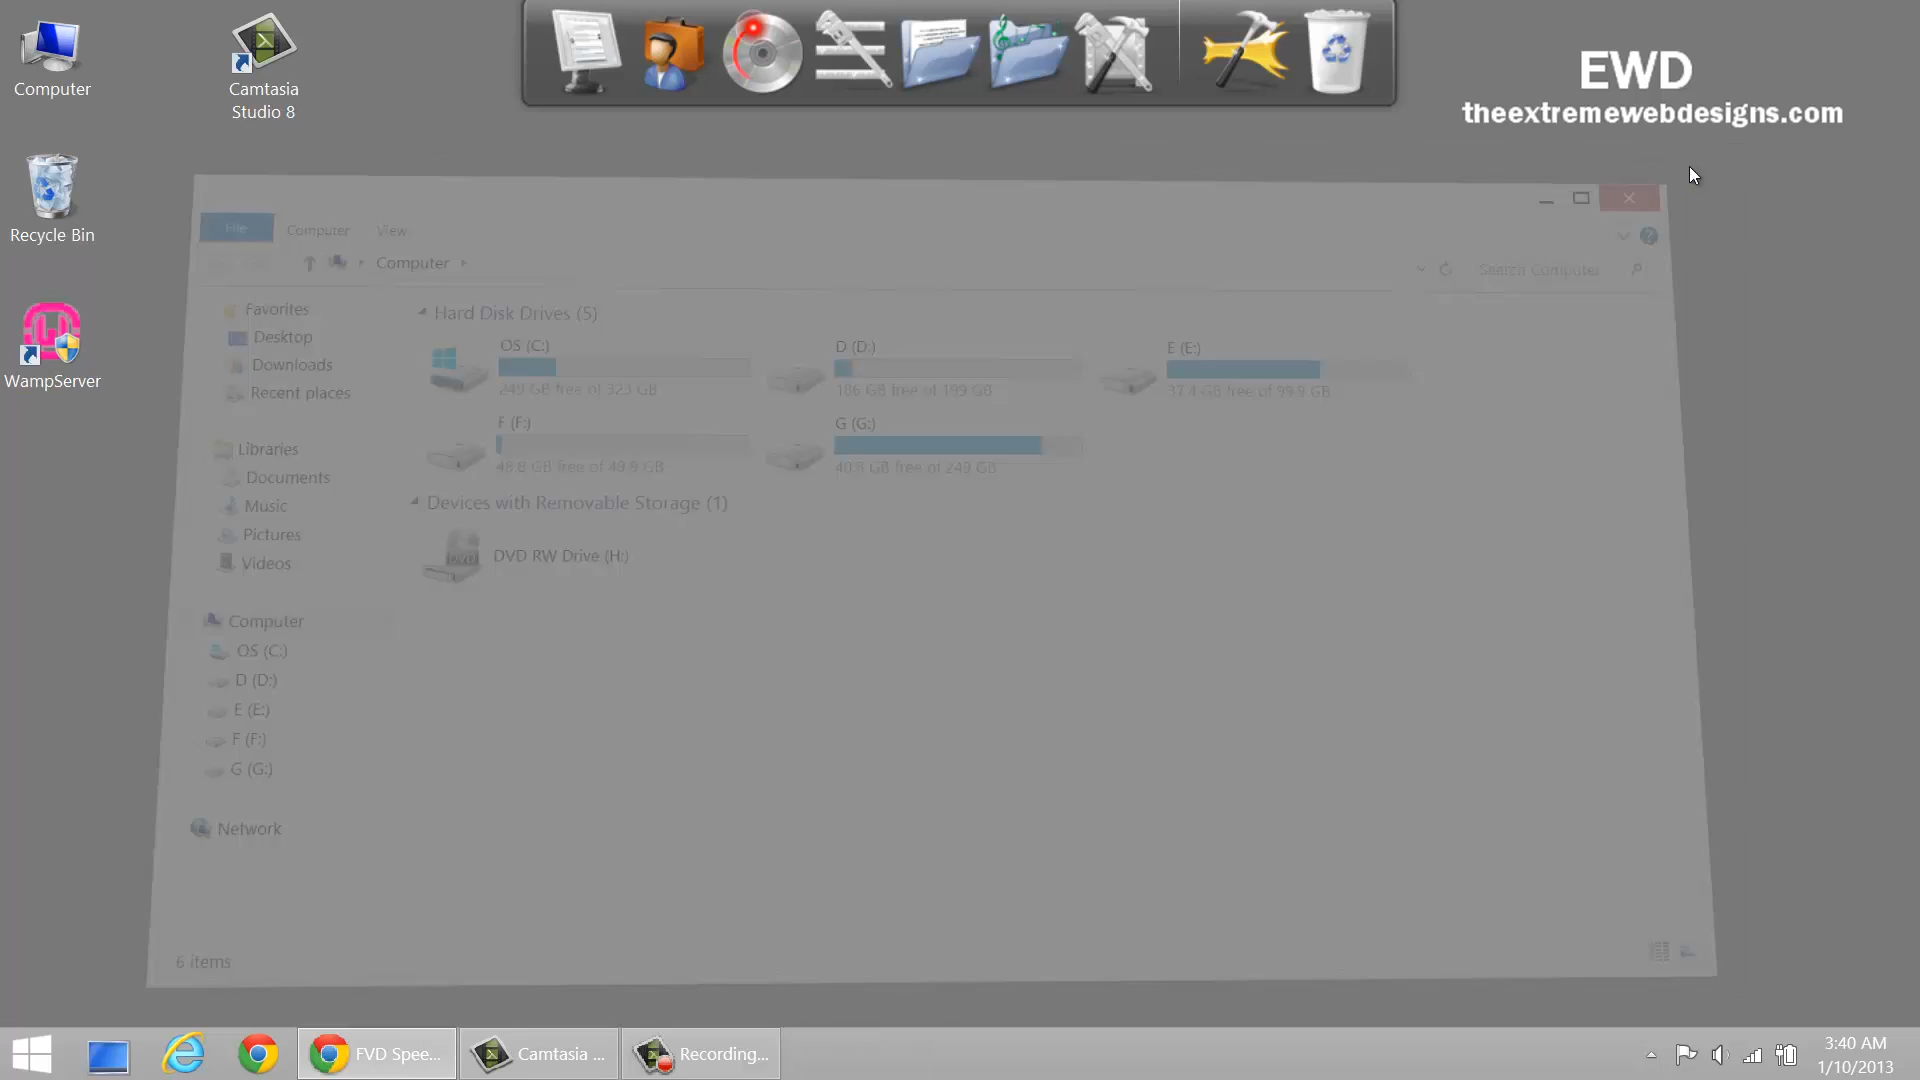 Computer
Camtasia
Studio 8
Recycle Bin
WampServer
EWD
theextremewebdesigns.com
File
Computer
View
Computer
Search Computer
Favorites
Desktop
Downloads
Recent places
Libraries
Documents
Music
Pictures
Videos
Computer
OS (C:)
D (D:)
E (E:)
F (F:)
G (G:)
Network
Hard Disk Drives (5)
OS (C:)
249 GB free of 323 GB
D (D:)
186 GB free of 199 GB
E (E:)
37.4 GB free of 99.9 GB
F (F:)
48.8 GB free of 49.9 GB
G (G:)
40.8 GB free of 249 GB
Devices with Removable Storage (1)
DVD
DVD RW Drive (H:)
6 items
FVD Spee...
Camtasia ...
Recording...
3:40 AM
1/10/2013